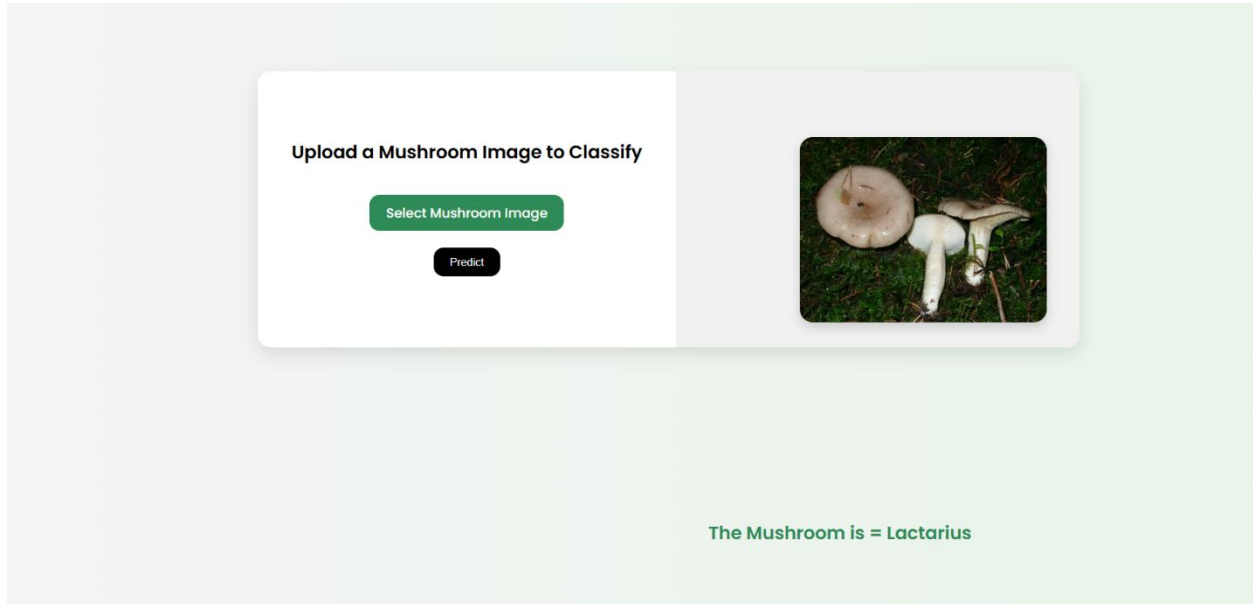 Upload a Mushroom Image to Classify
Select Mushroom Image
Predict
The Mushroom is = Lactarius